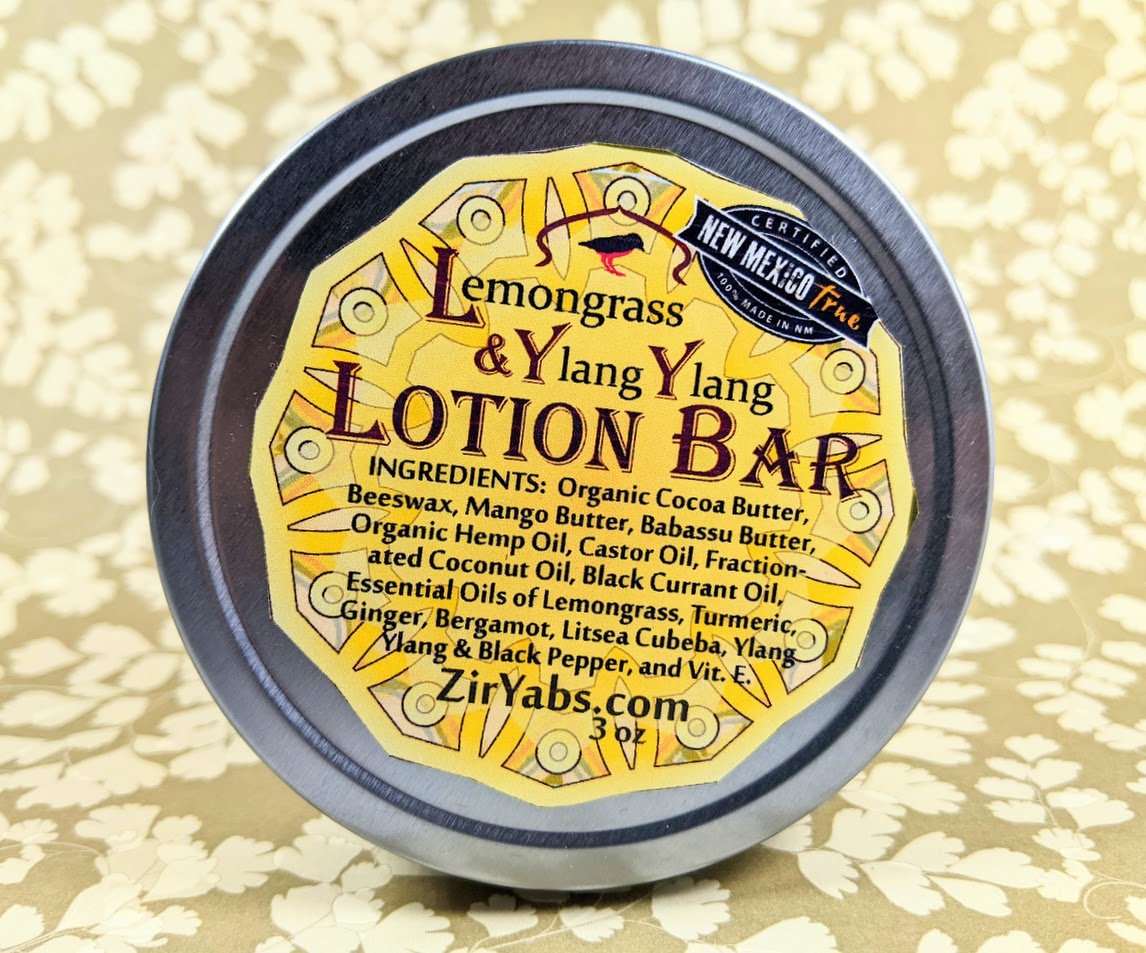 CERTIFIED
NEW MEXICO true
100% MADE IN NM
Lemongrass
& Ylang Ylang
LOTION BAR
INGREDIENTS: Organic Cocoa Butter,
Beeswax, Mango Butter, Babassu Butter,
Organic Hemp Oil, Castor Oil, Fraction-
ated Coconut Oil, Black Currant Oil,
Essential Oils of Lemongrass, Turmeric,
Ginger, Bergamot, Litsea Cubeba, Ylang
Ylang & Black Pepper, and Vit. E.
ZirYabs.com
3 oz